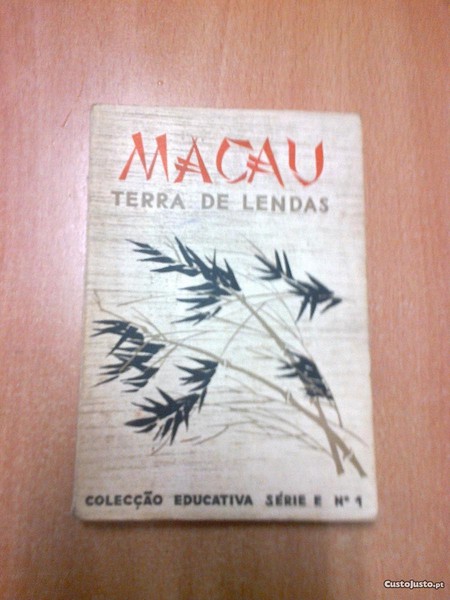 MACAU
TERRA DE LENDAS
COLECÇÃO EDUCATIVA SÉRIE E Nº 1
CustoJusto.pt